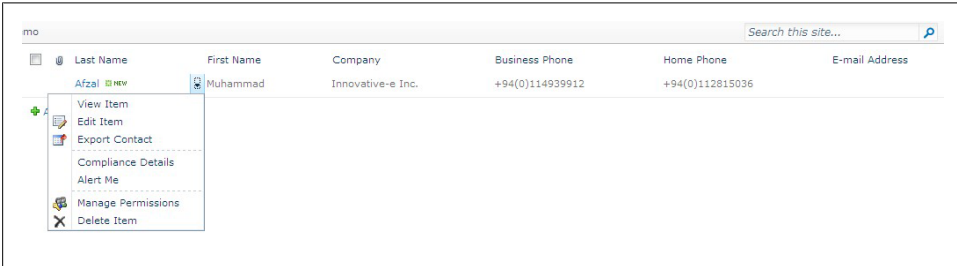 mo
Search this site...
Last Name First Name Company Business Phone Home Phone E-mail Address
Afzal NEW Muhammad Innovative-e Inc. +94(0)114939912 +94(0)112815036
A
View Item
Edit Item
Export Contact
Compliance Details
Alert Me
Manage Permissions
Delete Item